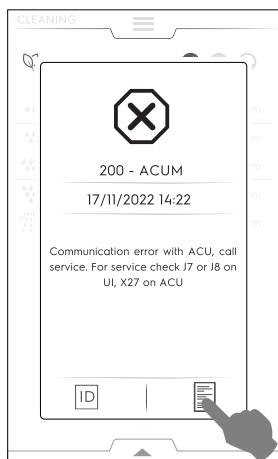 CLEANING
m
200 - ACUM
m
17/11/2022 14:22
m
m
m
Communication error with ACU, call
service. For service check J7 or J8 on
UI, X27 on ACU
ID